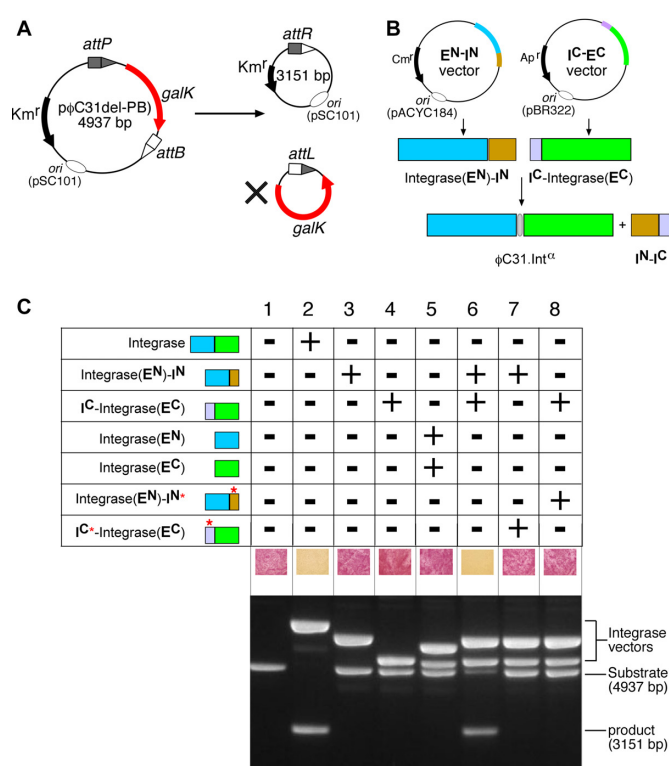 A
attP
Kmr
galK
pϕC31del-PB)
4937 bp
attB
ori
(pSC101)
attR
Kmr
3151 bp
ori
(pSC101)
attL
galK
B
Cmr
EN-IN
vector
ori
(pACYC184)
Apr
IC-EC
vector
ori
(pBR322)
Integrase(EN)-IN
IC-Integrase(EC)
+
ϕC31.Intα
IN-IC
C
1 2 3 4 5 6 7 8
Integrase - + - - - - - -
Integrase(EN)-IN - - + - - + + -
IC-Integrase(EC) - - - + - + - +
Integrase(EN) - - - - + - - -
Integrase(EC) - - - - + - - -
Integrase(EN)-IN* * - - - - - - - +
IC*-Integrase(EC) * - - - - - - + -
Integrase
vectors
Substrate
(4937 bp)
product
(3151 bp)